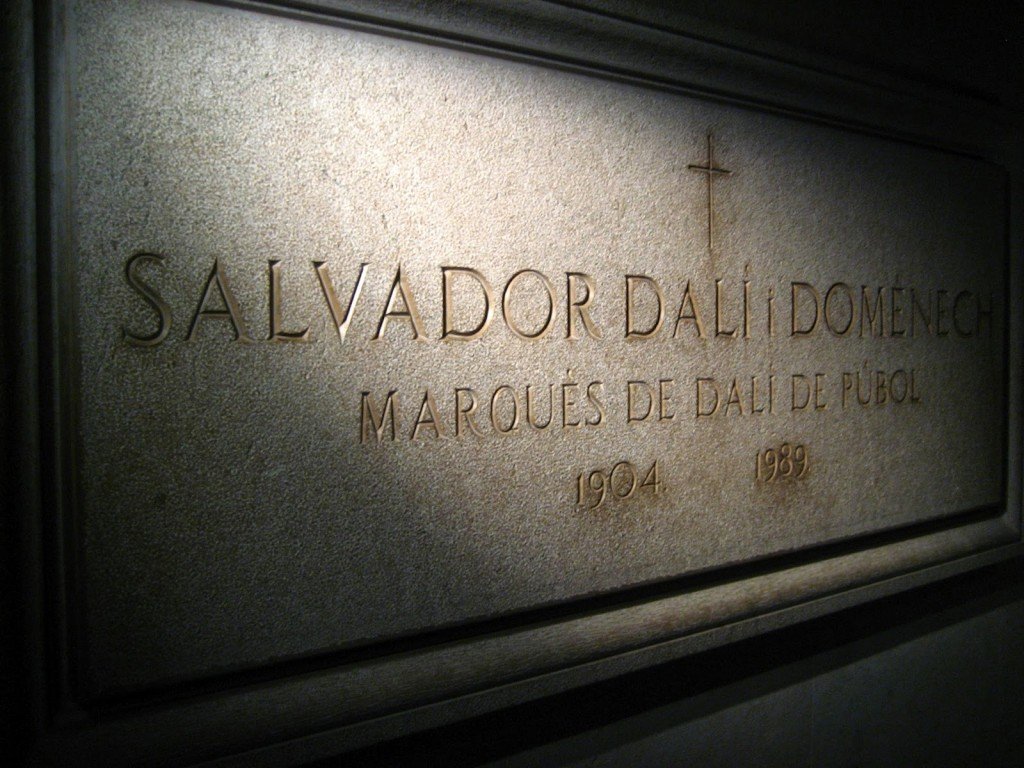 SALVADOR DALÍ i DOMÈNECH
MARQUÈS DE DALÍ DE PÚBOL
1904. 1989.